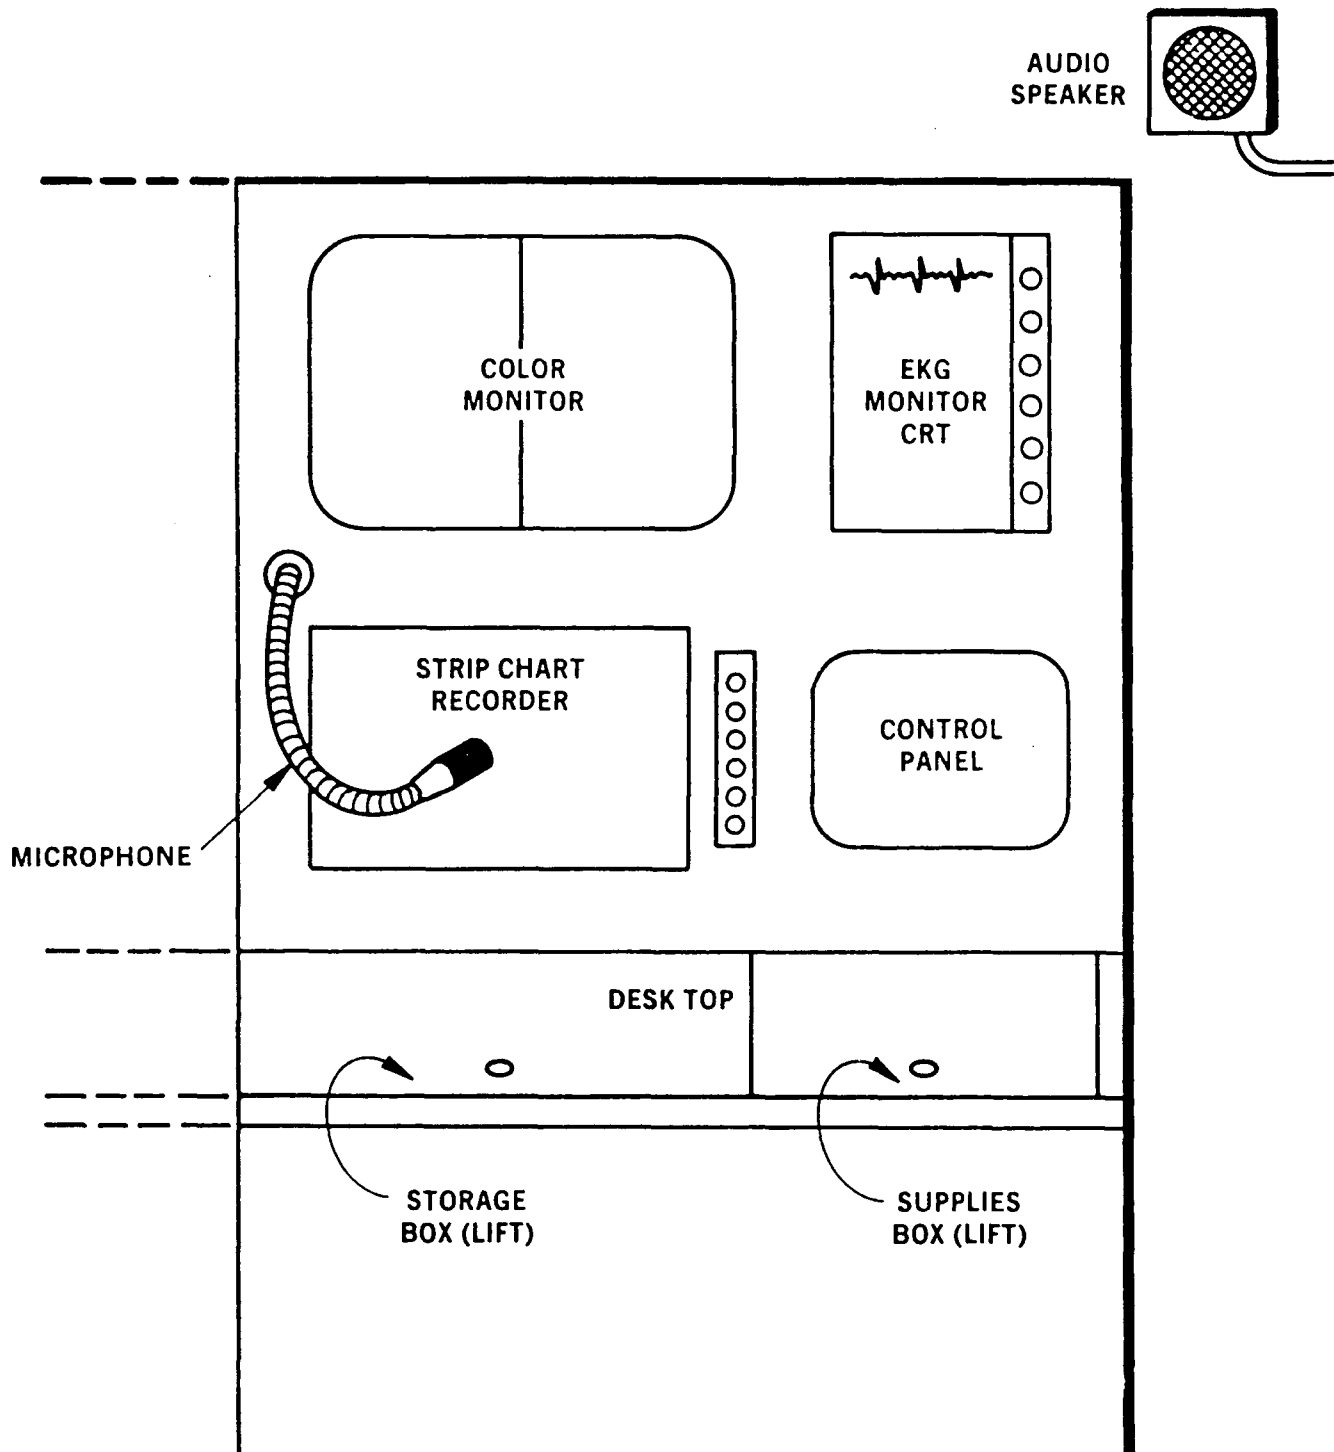 AUDIO
SPEAKER
COLOR
MONITOR
EKG
MONITOR
CRT
STRIP CHART
RECORDER
CONTROL
PANEL
MICROPHONE
DESK TOP
STORAGE
BOX (LIFT)
SUPPLIES
BOX (LIFT)